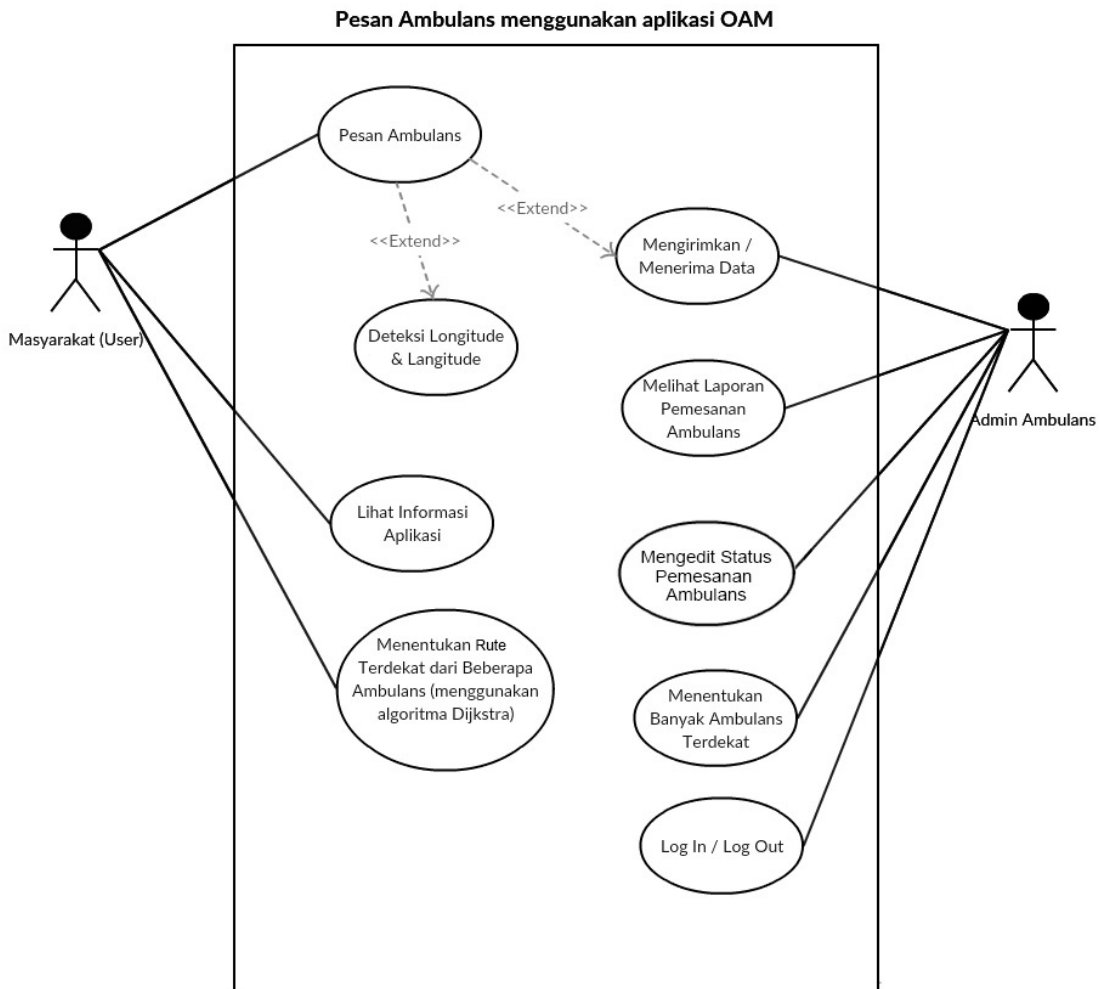 Pesan Ambulans menggunakan aplikasi OAM
Pesan Ambulans
<<Extend>>
<<Extend>>
Mengirimkan /
Menerima Data
Masyarakat (User)
Deteksi Longitude
& Langitude
Melihat Laporan
Pemesanan
Ambulans
Admin Ambulans
Lihat Informasi
Aplikasi
Mengedit Status
Pemesanan
Ambulans
Menentukan Rute
Terdekat dari Beberapa
Ambulans (menggunakan
algoritma Dijkstra)
Menentukan
Banyak Ambulans
Terdekat
Log In / Log Out